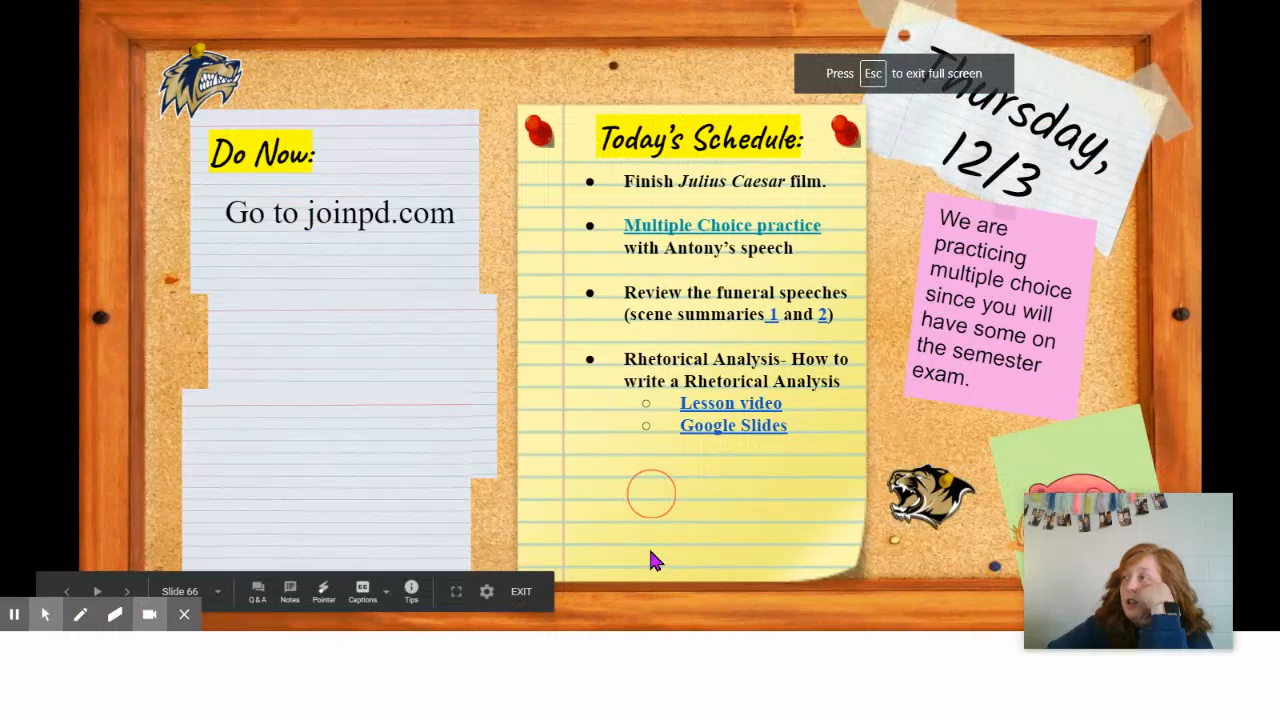 Press Esc to exit full screen
Thursday,
12/3
Do Now:
Go to joinpd.com
Today's Schedule:
● Finish Julius Caesar film.
● Multiple Choice practice
with Antony's speech
● Review the funeral speeches
(scene summaries 1 and 2)
● Rhetorical Analysis- How to
write a Rhetorical Analysis
○ Lesson video
○ Google Slides
We are
practicing
multiple choice
since you will
have some on
the semester
exam.
Slide 66
Q & A
Notes
Pointer
Captions
Tips
EXIT